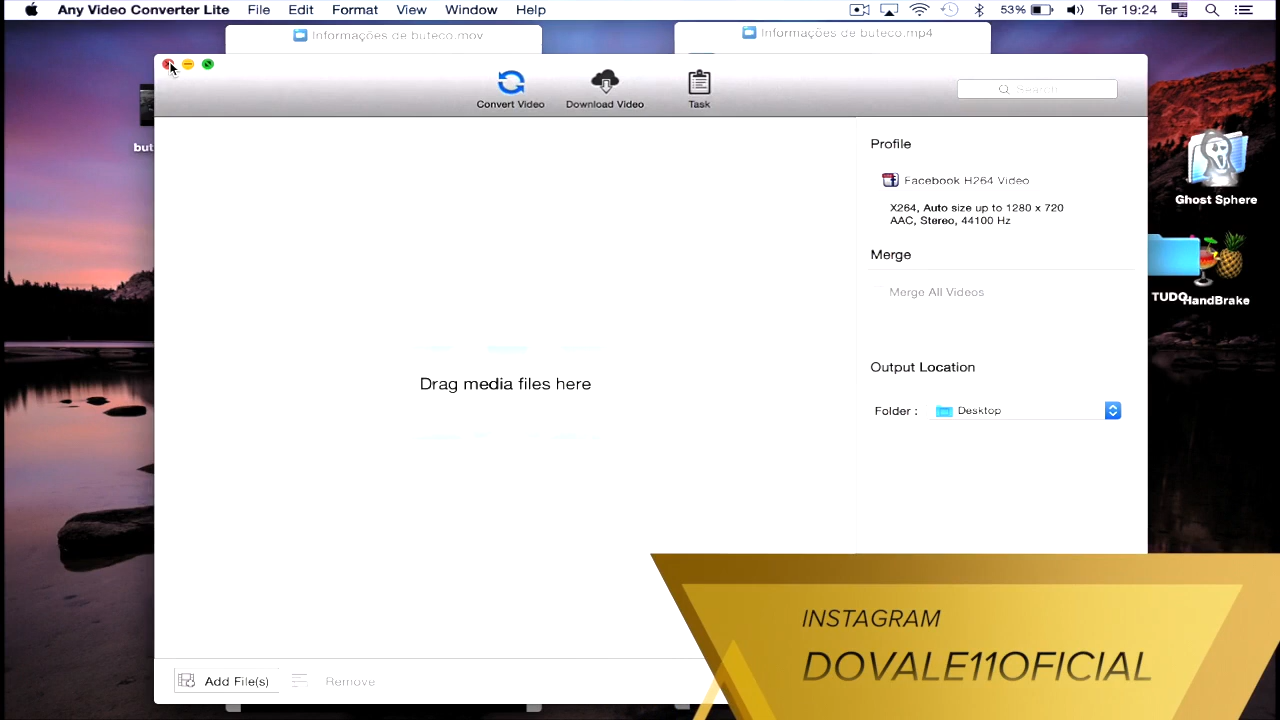 Any Video Converter Lite File Edit Format View Window Help 53% Ter 19:24
Informações de buteco.mov
Informações de buteco.mp4
Convert Video
Download Video
Task
Search
but
Profile
Facebook H264 Video
X264, Auto size up to 1280 x 720
AAC, Stereo, 44100 Hz
Merge
Merge All Videos
Output Location
Folder : Desktop
Drag media files here
Ghost Sphere
TUDO
HandBrake
Add File(s)
Remove
INSTAGRAM
DOVALE11OFICIAL